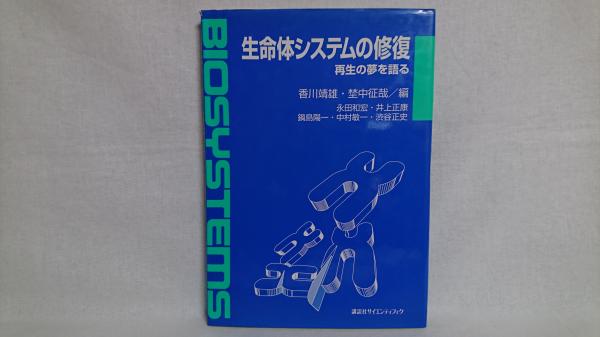 BIOSYSTEMS
生命体システムの修復
再生の夢を語る
香川靖雄・埜中征哉/編
永田和宏・井上正康
鍋島陽一・中村敏一・渋谷正史
講談社サイエンティフィク